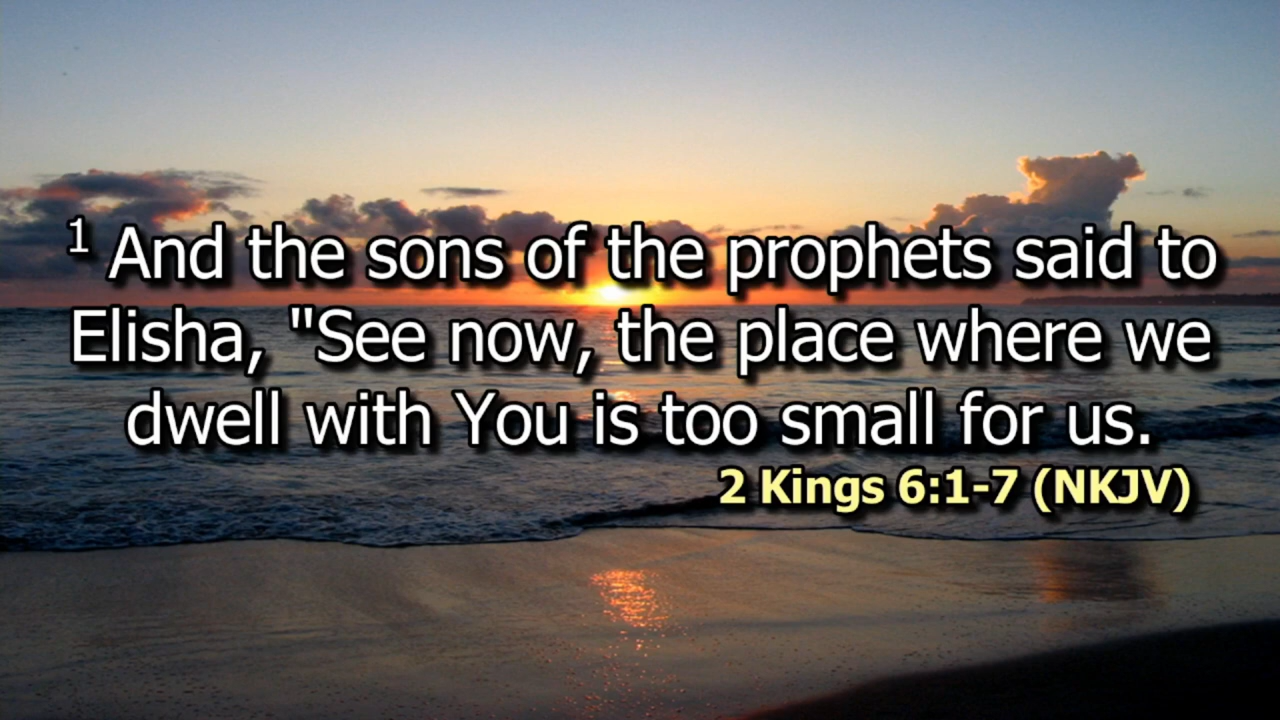 1 And the sons of the prophets said to
Elisha, "See now, the place where we
dwell with You is too small for us.
2 Kings 6:1-7 (NKJV)